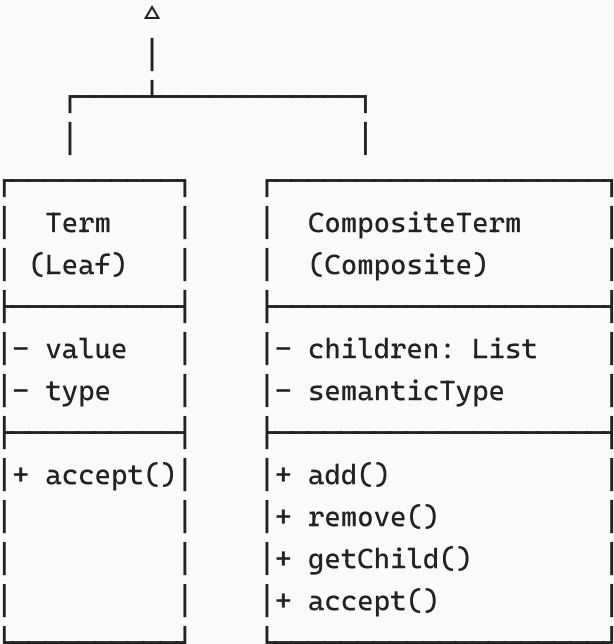 Term
(Leaf)
- value
- type
+ accept()
CompositeTerm
(Composite)
- children: List
- semanticType
+ add()
+ remove()
+ getChild()
+ accept()